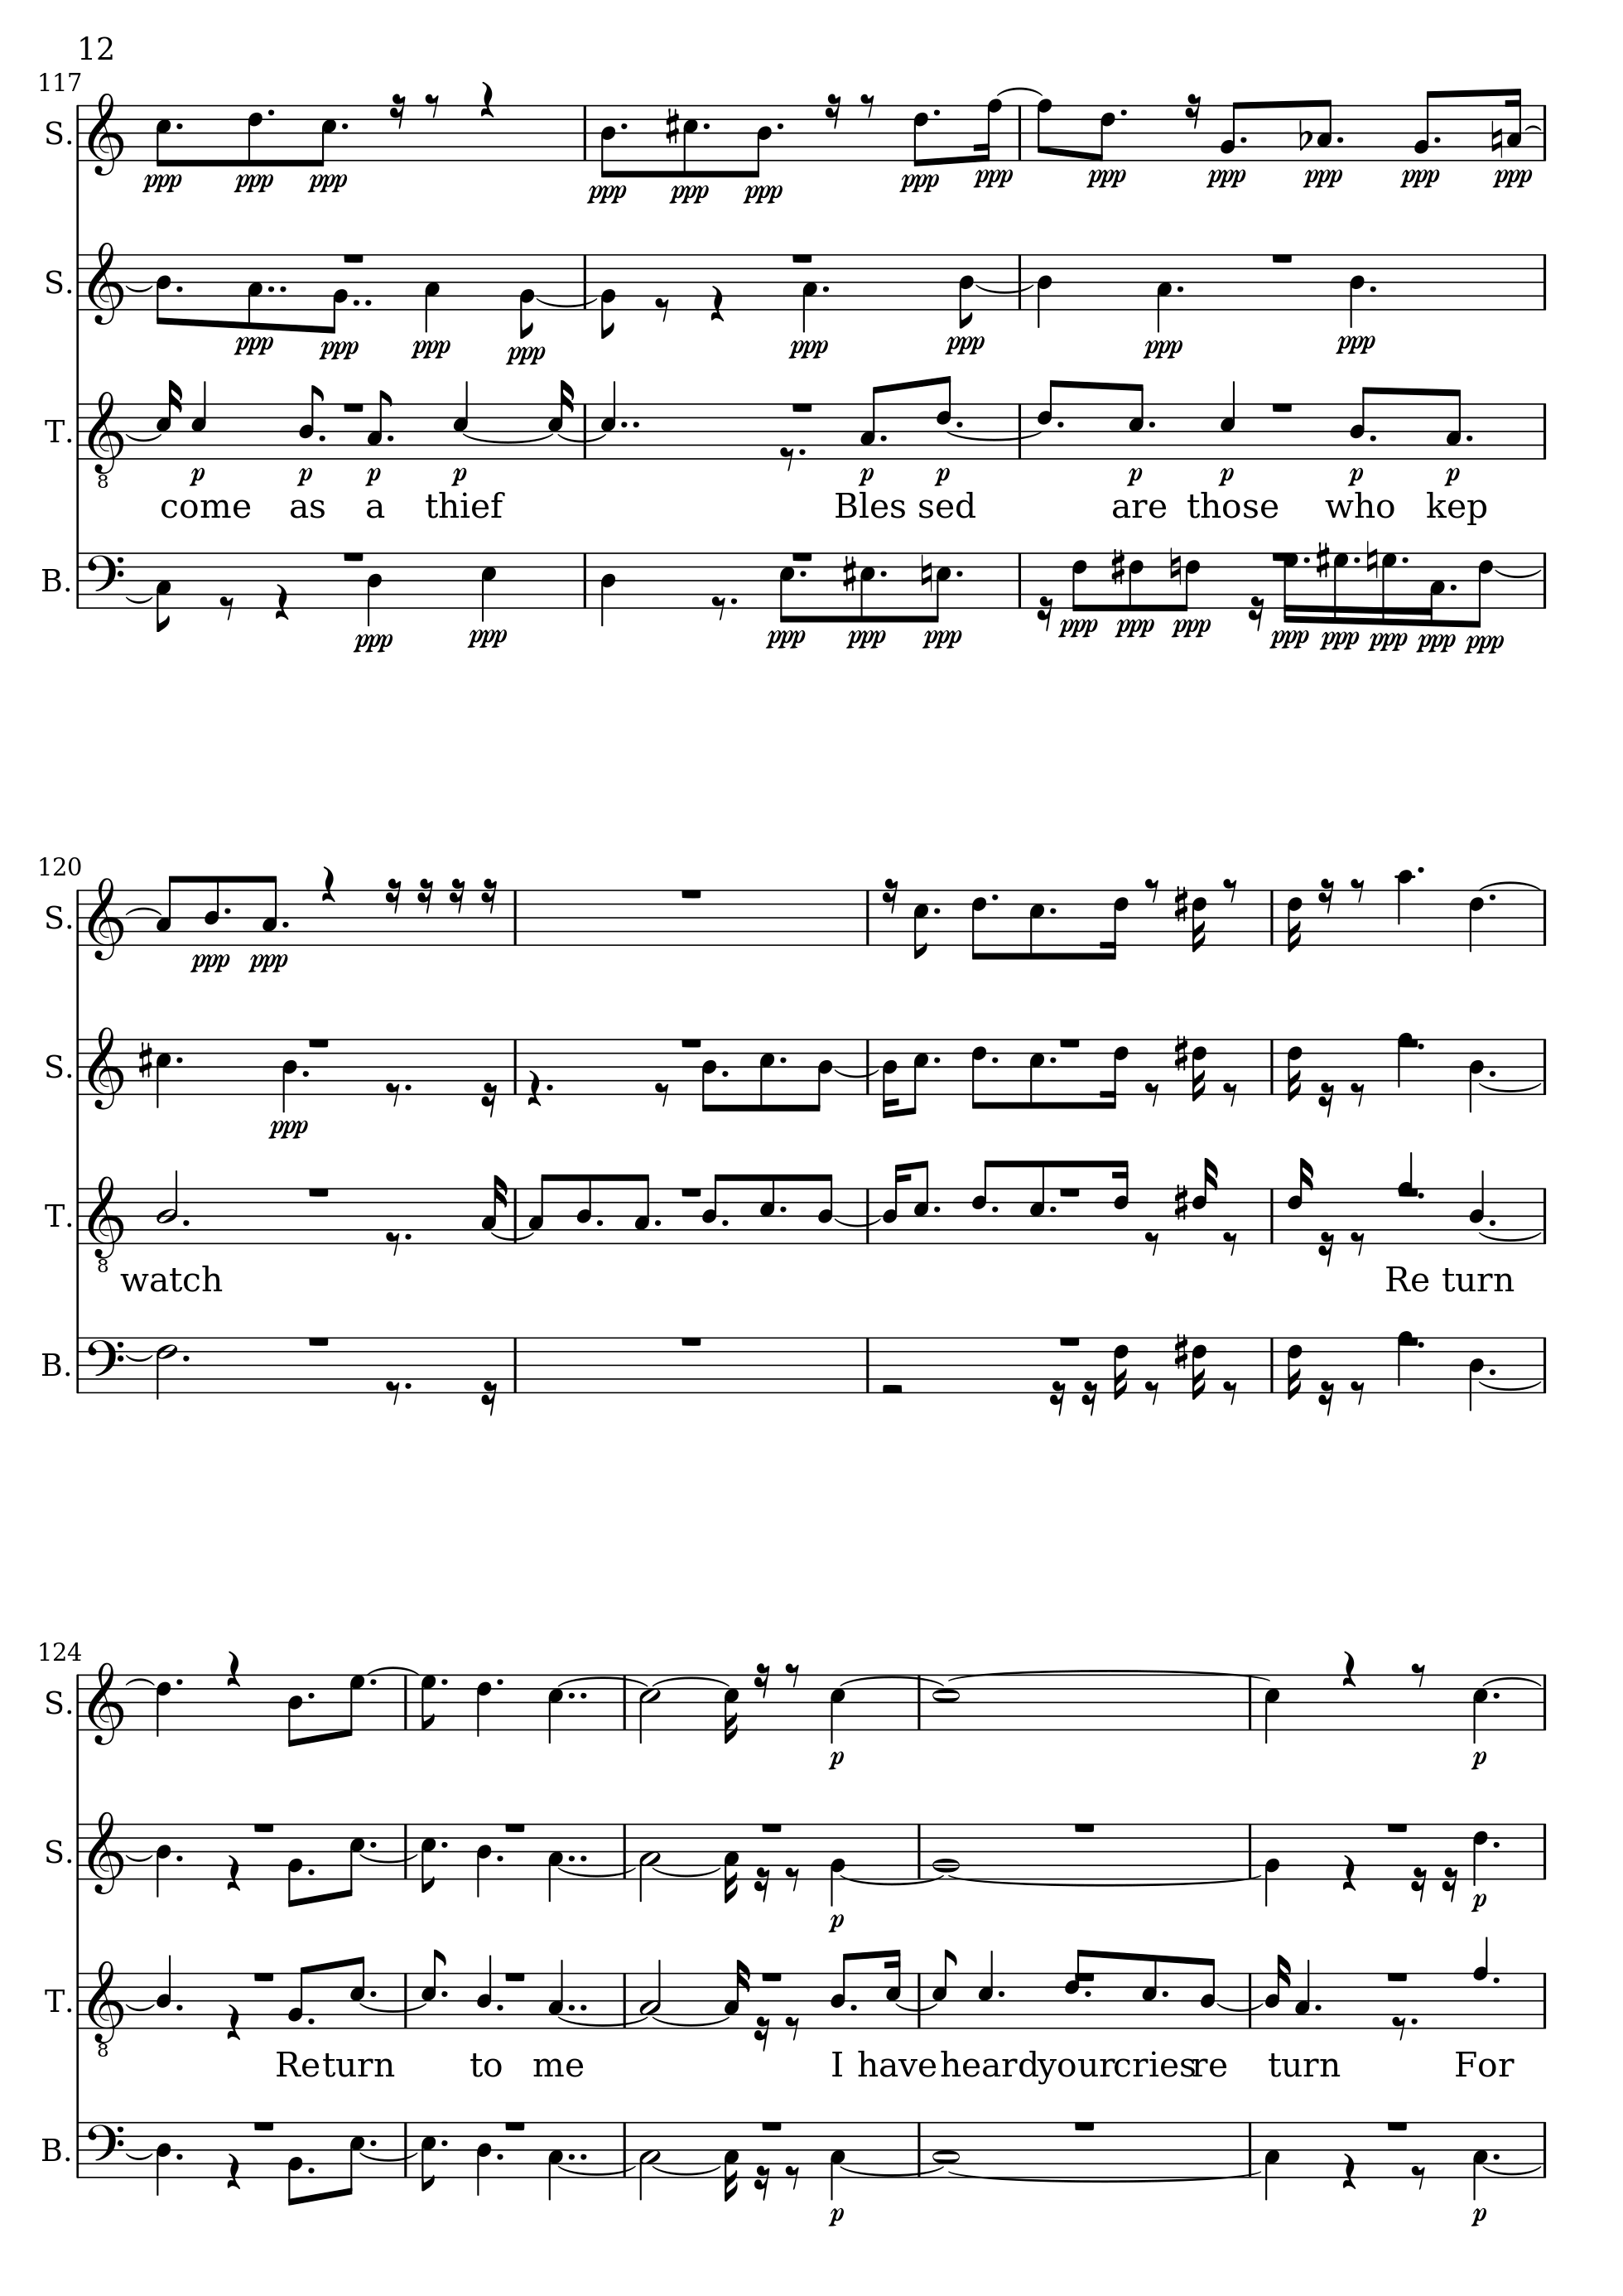 12
117
S.
ppp ppp ppp ppp ppp ppp ppp ppp ppp ppp ppp ppp ppp
S.
ppp ppp ppp ppp ppp ppp ppp ppp
T.
8
p p p p p p p p p p
come as a thief Bles sed are those who kep
B.
ppp ppp ppp ppp ppp ppp ppp ppp ppp ppp ppp ppp ppp
120
S.
ppp ppp
S.
ppp
T.
8
watch Re turn
B.
124
S.
p p
S.
p p
T.
8
Return to me I have heard your cries re turn For
B.
p p